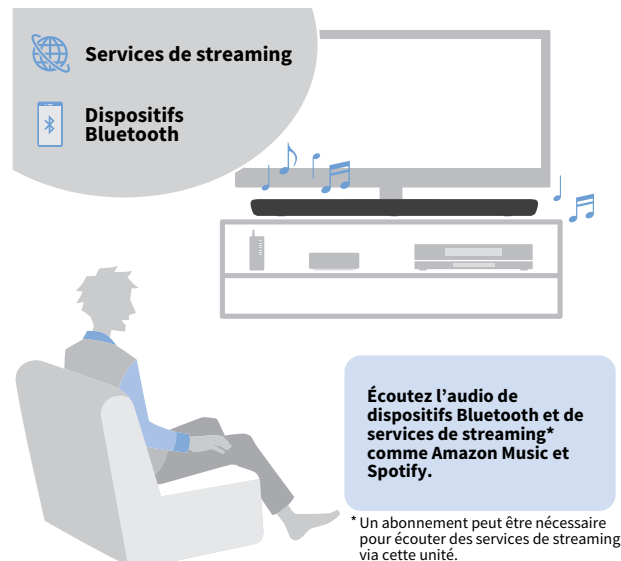 Services de streaming
Dispositifs
Bluetooth
Écoutez l’audio de
dispositifs Bluetooth et de
services de streaming*
comme Amazon Music et
Spotify.
* Un abonnement peut être nécessaire
pour écouter des services de streaming
via cette unité.